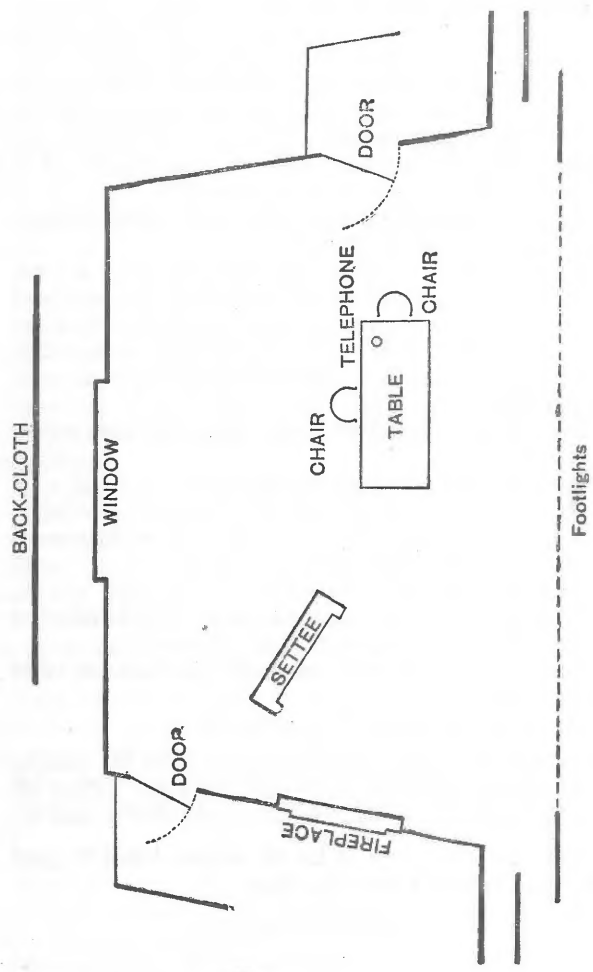 BACK-CLOTH
WINDOW
DOOR
DOOR
TELEPHONE
CHAIR
CHAIR
TABLE
SETTEE
FIREPLACE
Footlights